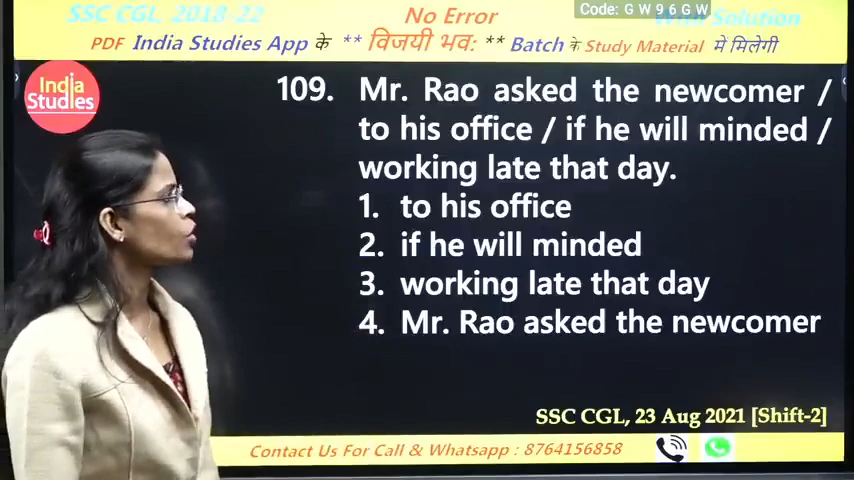 SSC CGL, 2018-22
No Error
Code: G W 9 6 G W
With Solution
PDF India Studies App के ** विजयी भव: ** Batch के Study Material मे मिलेगी
India
Studies
109. Mr. Rao asked the newcomer /
to his office / if he will minded /
working late that day.
1. to his office
2. if he will minded
3. working late that day
4. Mr. Rao asked the newcomer
SSC CGL, 23 Aug 2021 [Shift-2]
Contact Us For Call & Whatsapp : 8764156858